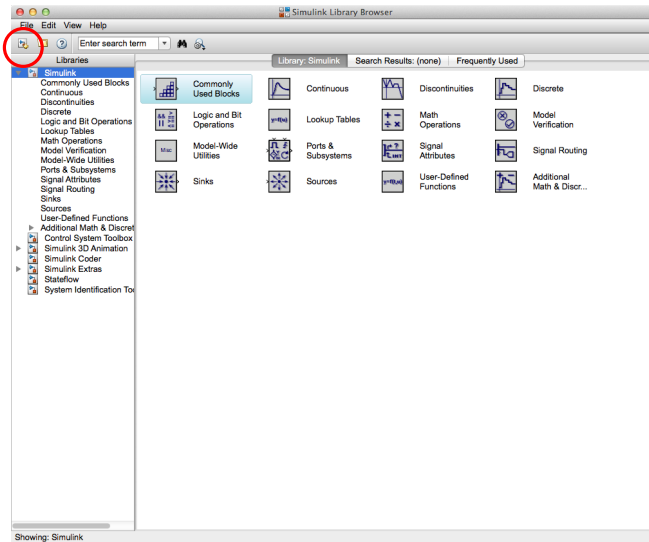 Simulink Library Browser
File Edit View Help
Enter search term
Libraries
Library: Simulink Search Results: (none) Frequently Used
Simulink
Commonly Used Blocks
Continuous
Discontinuities
Discrete
Logic and Bit Operations
Lookup Tables
Math Operations
Model Verification
Model-Wide Utilities
Ports & Subsystems
Signal Attributes
Signal Routing
Sinks
Sources
User-Defined Functions
Additional Math & Discret
Control System Toolbox
Simulink 3D Animation
Simulink Coder
Simulink Extras
Stateflow
System Identification Too
Commonly
Used Blocks
Continuous
Discontinuities
Discrete
Logic and Bit
Operations
y=f(u)
Lookup Tables
Math
Operations
Model
Verification
Misc
Model-Wide
Utilities
Ports &
Subsystems
Signal
Attributes
Signal Routing
Sinks
Sources
y=f(u)
User-Defined
Functions
Additional
Math & Discr...
Showing: Simulink